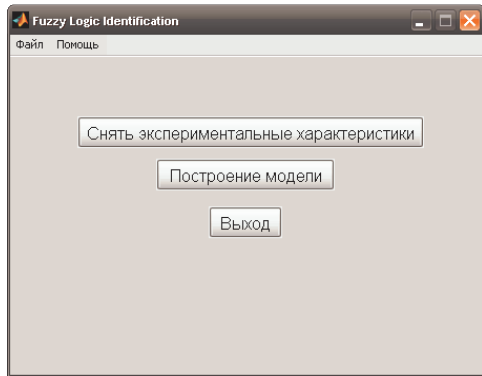 Fuzzy Logic Identification
Файл Помощь
Снять экспериментальные характеристики
Построение модели
Выход